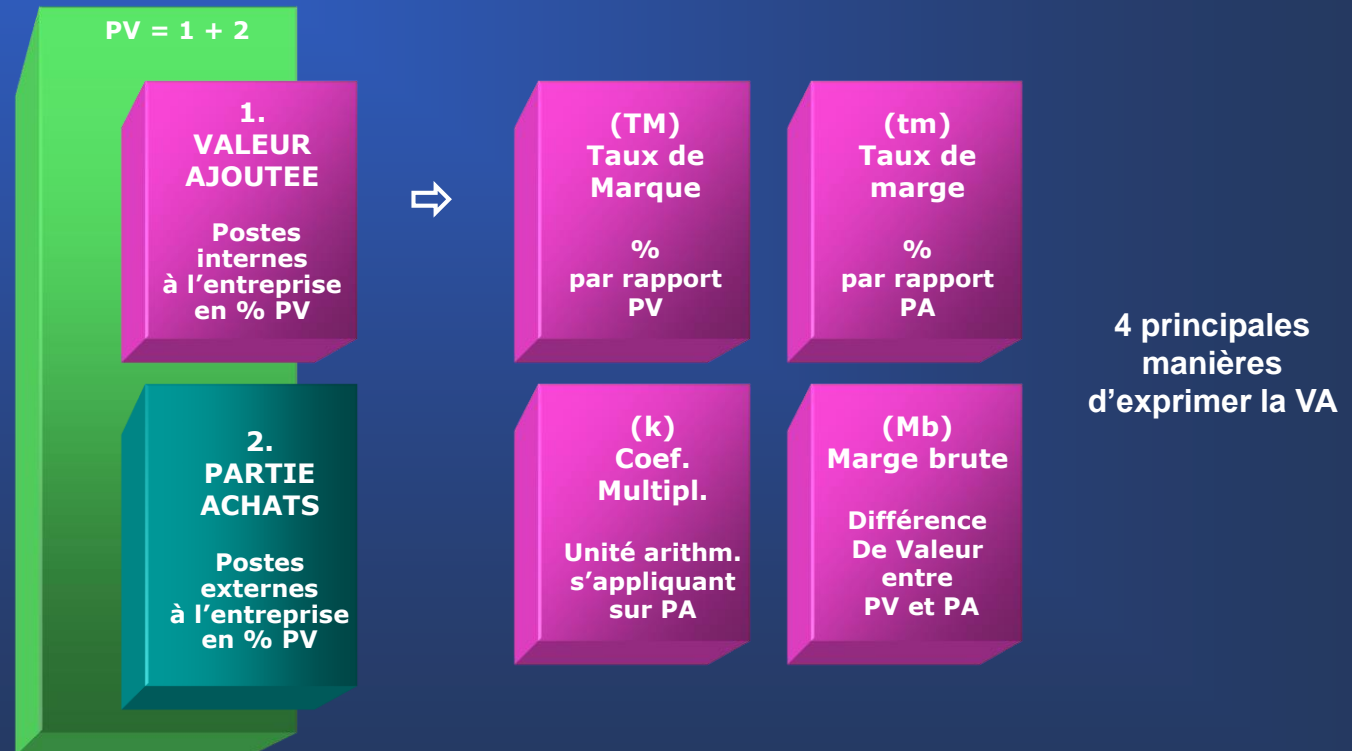 PV = 1 + 2
1.
VALEUR
AJOUTEE
Postes
internes
à l’entreprise
en % PV
2.
PARTIE
ACHATS
Postes
externes
à l’entreprise
en % PV
⇨
(TM)
Taux de
Marque
%
par rapport
PV
(tm)
Taux de
marge
%
par rapport
PA
(k)
Coef.
Multipl.
Unité arithm.
s’appliquant
sur PA
(Mb)
Marge brute
Différence
De Valeur
entre
PV et PA
4 principales
manières
d’exprimer la VA